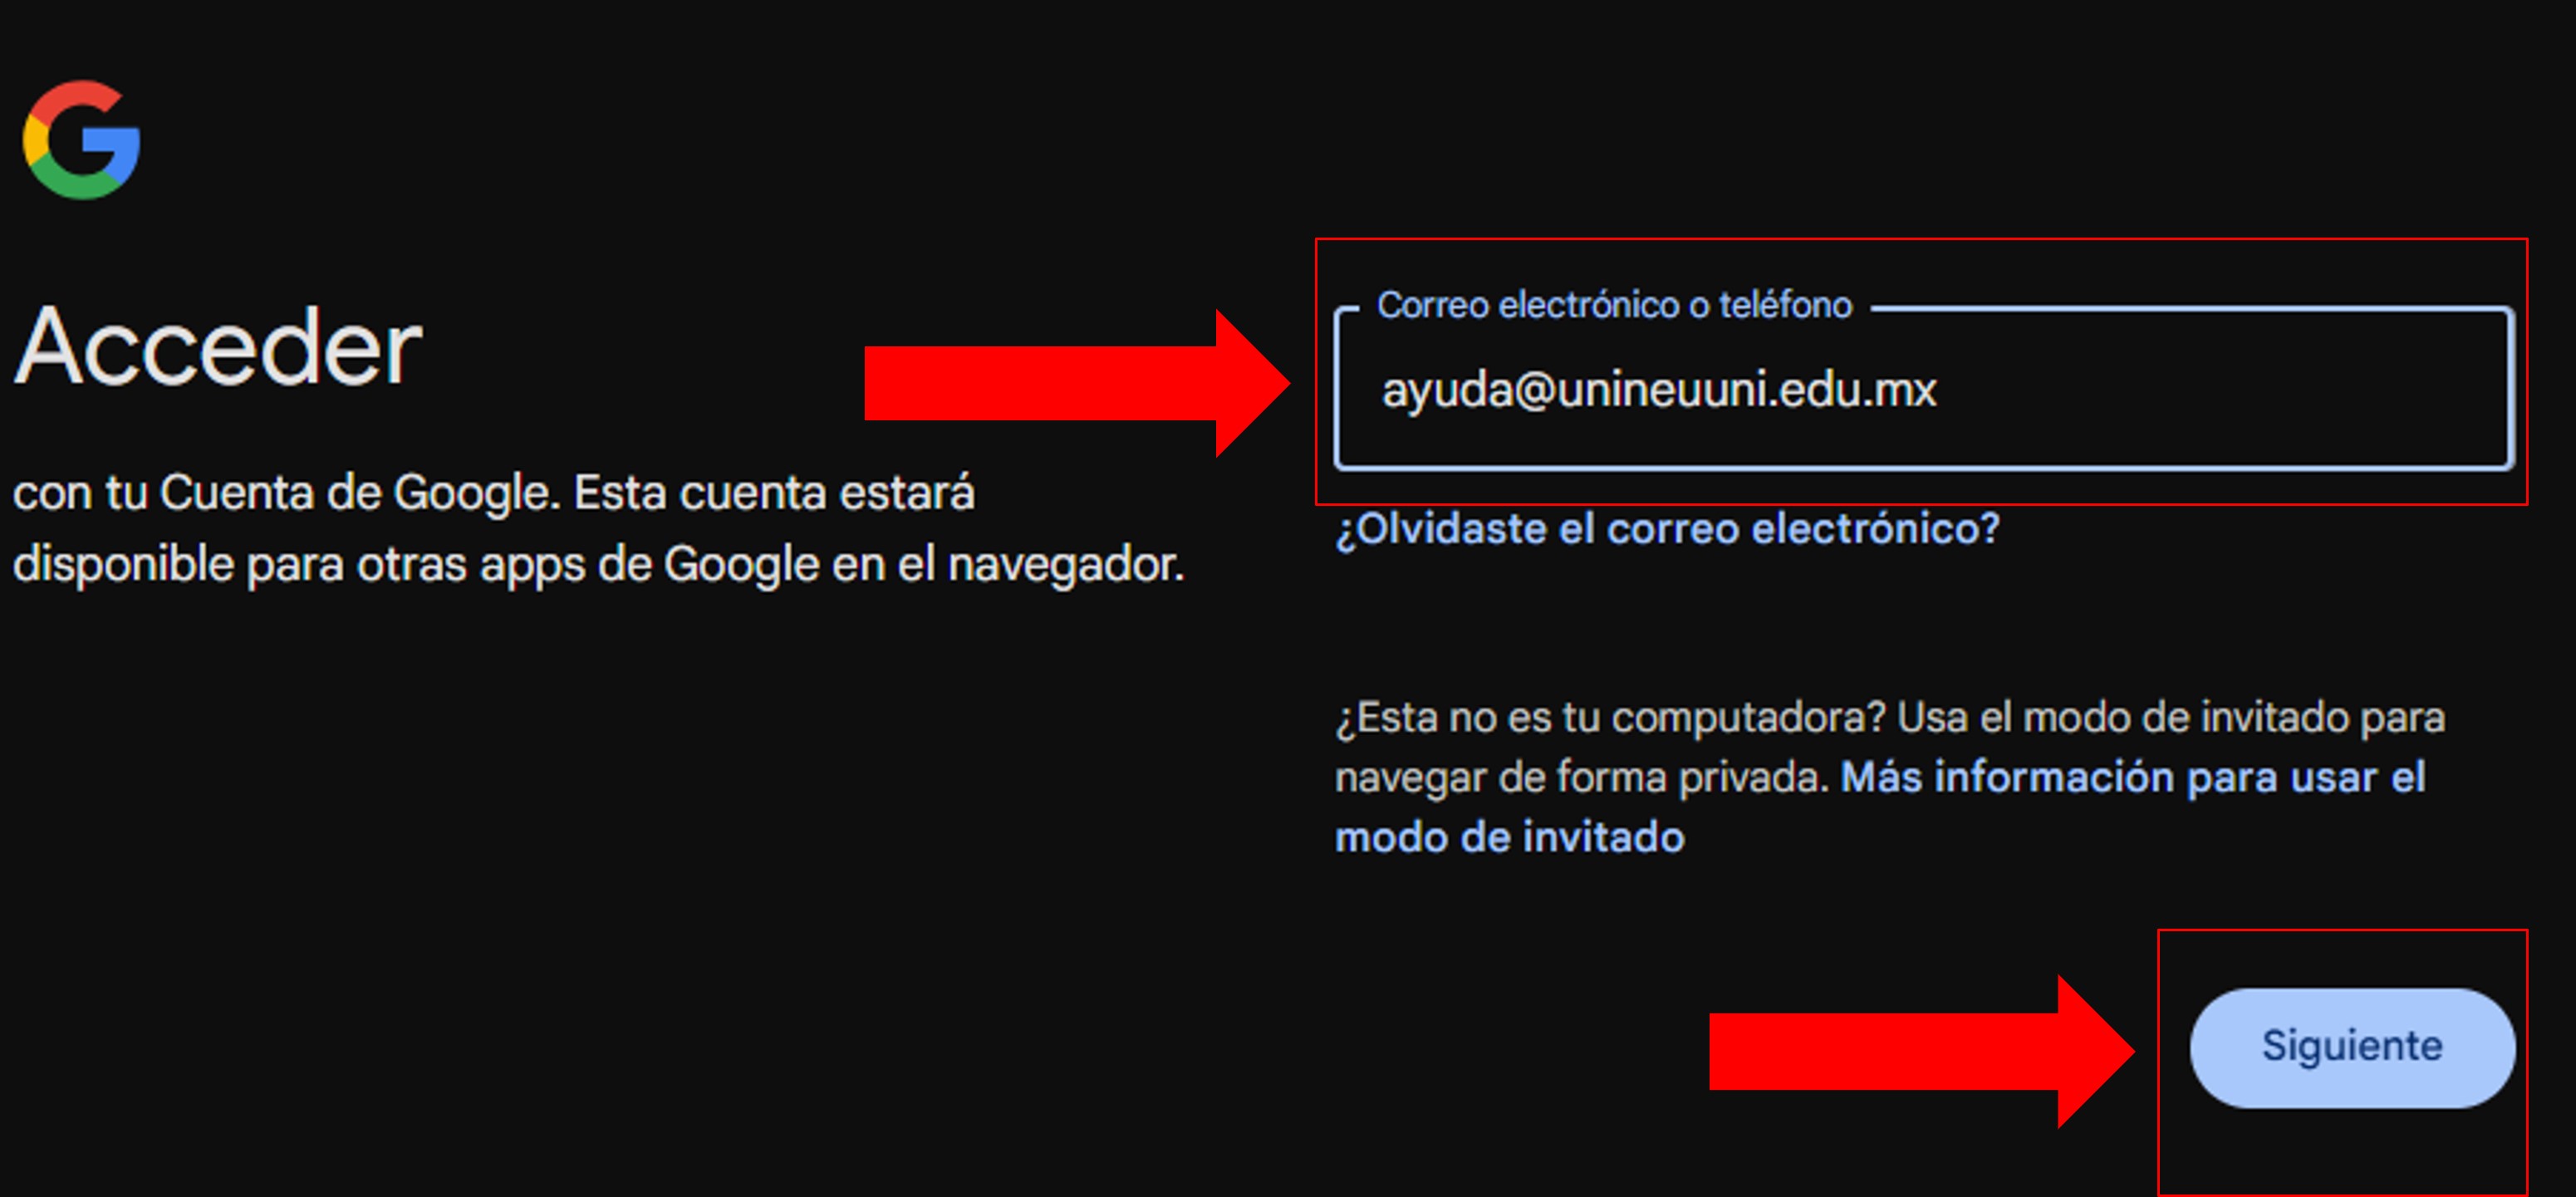 Acceder
con tu Cuenta de Google. Esta cuenta estará
disponible para otras apps de Google en el navegador.
Correo electrónico o teléfono
ayuda@unineuuni.edu.mx
¿Olvidaste el correo electrónico?
¿Esta no es tu computadora? Usa el modo de invitado para
navegar de forma privada. Más información para usar el
modo de invitado
Siguiente